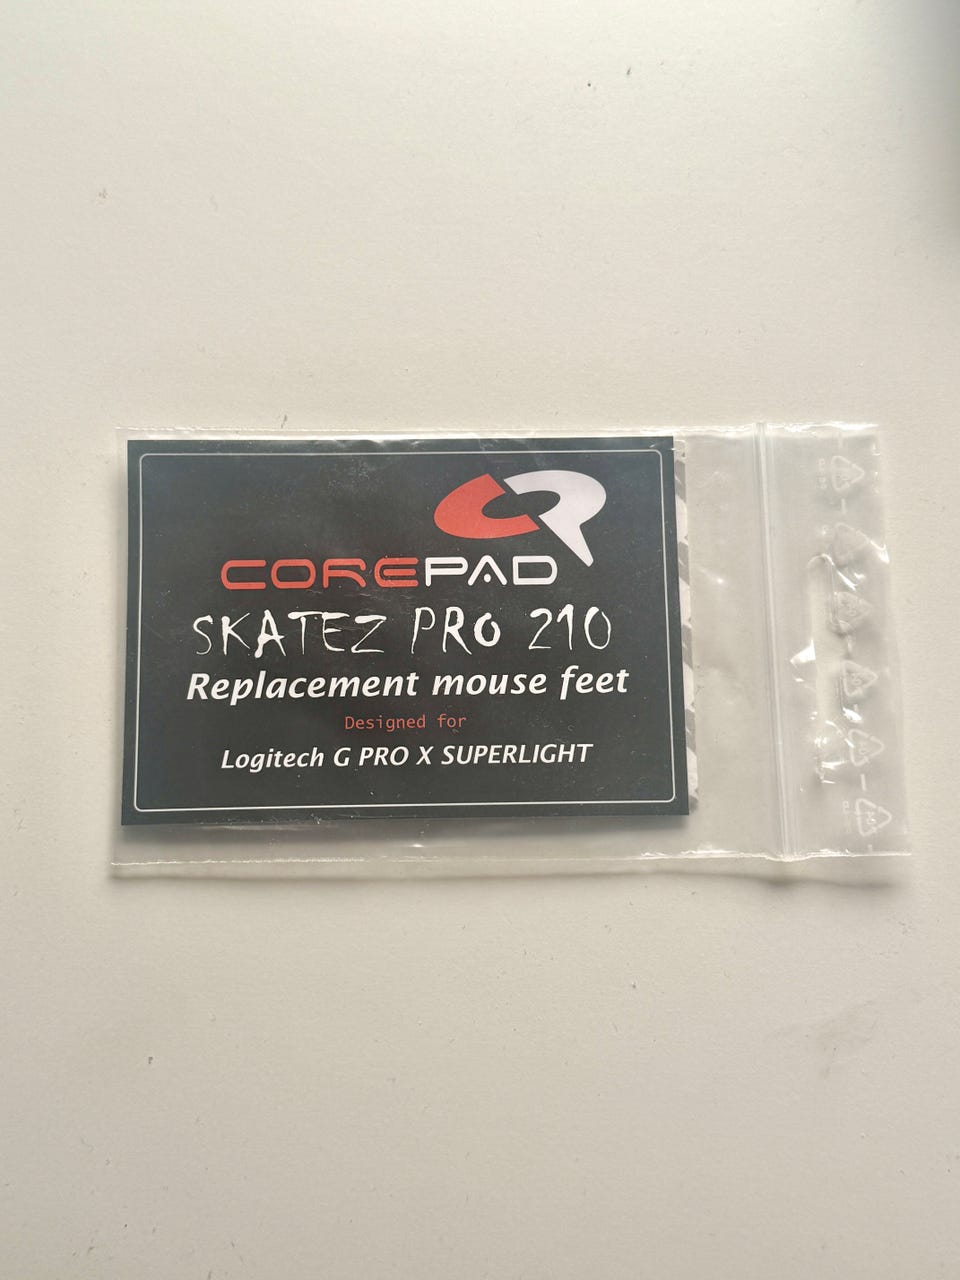 COREPAD
SKATEZ PRO 210
Replacement mouse feet
Designed for
Logitech G PRO X SUPERLIGHT